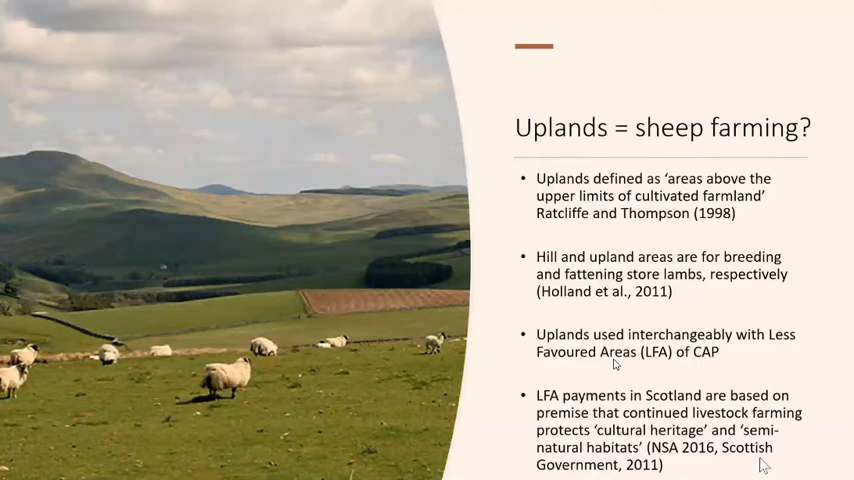 Uplands = sheep farming?
• Uplands defined as ‘areas above the
upper limits of cultivated farmland’
Ratcliffe and Thompson (1998)
• Hill and upland areas are for breeding
and fattening store lambs, respectively
(Holland et al., 2011)
• Uplands used interchangeably with Less
Favoured Areas (LFA) of CAP
• LFA payments in Scotland are based on
premise that continued livestock farming
protects ‘cultural heritage’ and ‘semi-
natural habitats’ (NSA 2016, Scottish
Government, 2011)